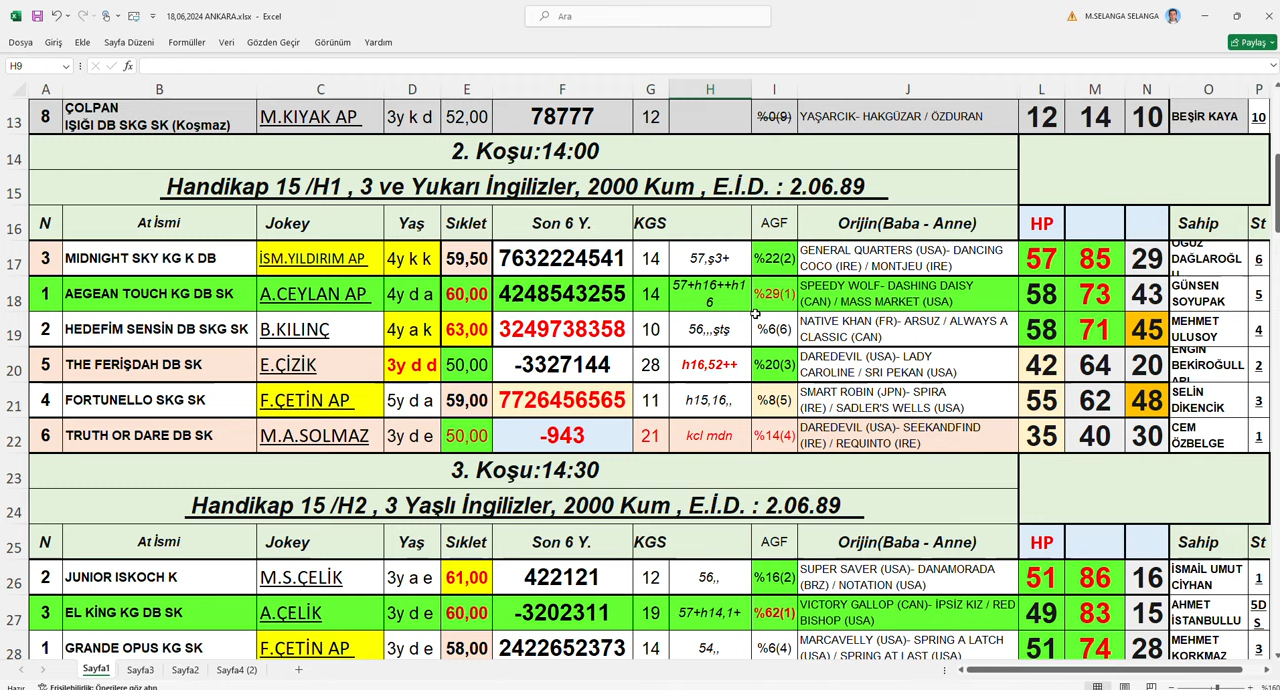 18,06,2024 ANKARA.xlsx - Excel
Ara
M.SELANGA SELANGA
Dosya Giriş Ekle Sayfa Düzeni Formüller Veri Gözden Geçir Görünüm Yardım
Paylaş
H9
fx
A B C D E F G H I J L M N O P
13 8 ÇOLPAN
IŞIĞI DB SKG SK (Koşmaz) M.KIYAK AP 3y k d 52,00 78777 12 %0(9) YAŞARCIK- HAKGÜZAR / ÖZDURAN 12 14 10 BEŞİR KAYA 10
14 2. Koşu:14:00
15 Handikap 15 /H1 , 3 ve Yukarı İngilizler, 2000 Kum , E.İ.D. : 2.06.89
16 N At İsmi Jokey Yaş Sıklet Son 6 Y. KGS AGF Orijin(Baba - Anne) HP Sahip St
17 3 MIDNIGHT SKY KG K DB İSM.YILDIRIM AP 4y k k 59,50 7632224541 14 57,ş3+ %22(2) GENERAL QUARTERS (USA)- DANCING
COCO (IRE) / MONTJEU (IRE) 57 85 29 OĞUZ
DAĞLAROĞL
U 6
18 1 AEGEAN TOUCH KG DB SK A.CEYLAN AP 4y d a 60,00 4248543255 14 57+h16++h1
6 %29(1) SPEEDY WOLF- DASHING DAISY
(CAN) / MASS MARKET (USA) 58 73 43 GÜNSEN
SOYUPAK 5
19 2 HEDEFİM SENSİN DB SKG SK B.KILINÇ 4y a k 63,00 3249738358 10 56,,,ştş %6(6) NATIVE KHAN (FR)- ARSUZ / ALWAYS A
CLASSIC (CAN) 58 71 45 MEHMET
ULUSOY 4
20 5 THE FERİŞDAH DB SK E.ÇİZİK 3y d d 50,00 -3327144 28 h16,52++ %20(3) DAREDEVIL (USA)- LADY
CAROLINE / SRI PEKAN (USA) 42 64 20 ENGİN
BEKİROĞULL
ARI 2
21 4 FORTUNELLO SKG SK F.ÇETİN AP 5y d a 59,00 7726456565 11 h15,16,, %8(5) SMART ROBIN (JPN)- SPIRA
(IRE) / SADLER'S WELLS (USA) 55 62 48 SELİN
DİKENCİK 3
22 6 TRUTH OR DARE DB SK M.A.SOLMAZ 3y d e 50,00 -943 21 kcl mdn %14(4) DAREDEVIL (USA)- SEEKANDFIND
(IRE) / REQUINTO (IRE) 35 40 30 CEM
ÖZBELGE 1
23 3. Koşu:14:30
24 Handikap 15 /H2 , 3 Yaşlı İngilizler, 2000 Kum , E.İ.D. : 2.06.89
25 N At İsmi Jokey Yaş Sıklet Son 6 Y. KGS AGF Orijin(Baba - Anne) HP Sahip St
26 2 JUNIOR ISKOCH K M.S.ÇELİK 3y a e 61,00 422121 12 56,, %16(2) SUPER SAVER (USA)- DANAMORADA
(BRZ) / NOTATION (USA) 51 86 16 İSMAİL UMUT
CİYHAN 1
27 3 EL KİNG KG DB SK A.ÇELİK 3y d e 60,00 -3202311 19 57+h14,1+ %62(1) VICTORY GALLOP (CAN)- İPSİZ KIZ / RED
BISHOP (USA) 49 83 15 AHMET
İSTANBULLU 5D
S
28 1 GRANDE OPUS KG SK F.ÇETİN AP 3y d e 58,00 2422652373 14 54,, %6(4) MARCAVELLY (USA)- SPRING A LATCH
(USA) / SPRING AT LAST (USA) 51 74 28 MEHMET
KORKMAZ 3
Sayfa1 Sayfa3 Sayfa2 Sayfa4 (2)
Hazır Erişilebilirlik: Önerilere göz atın %160